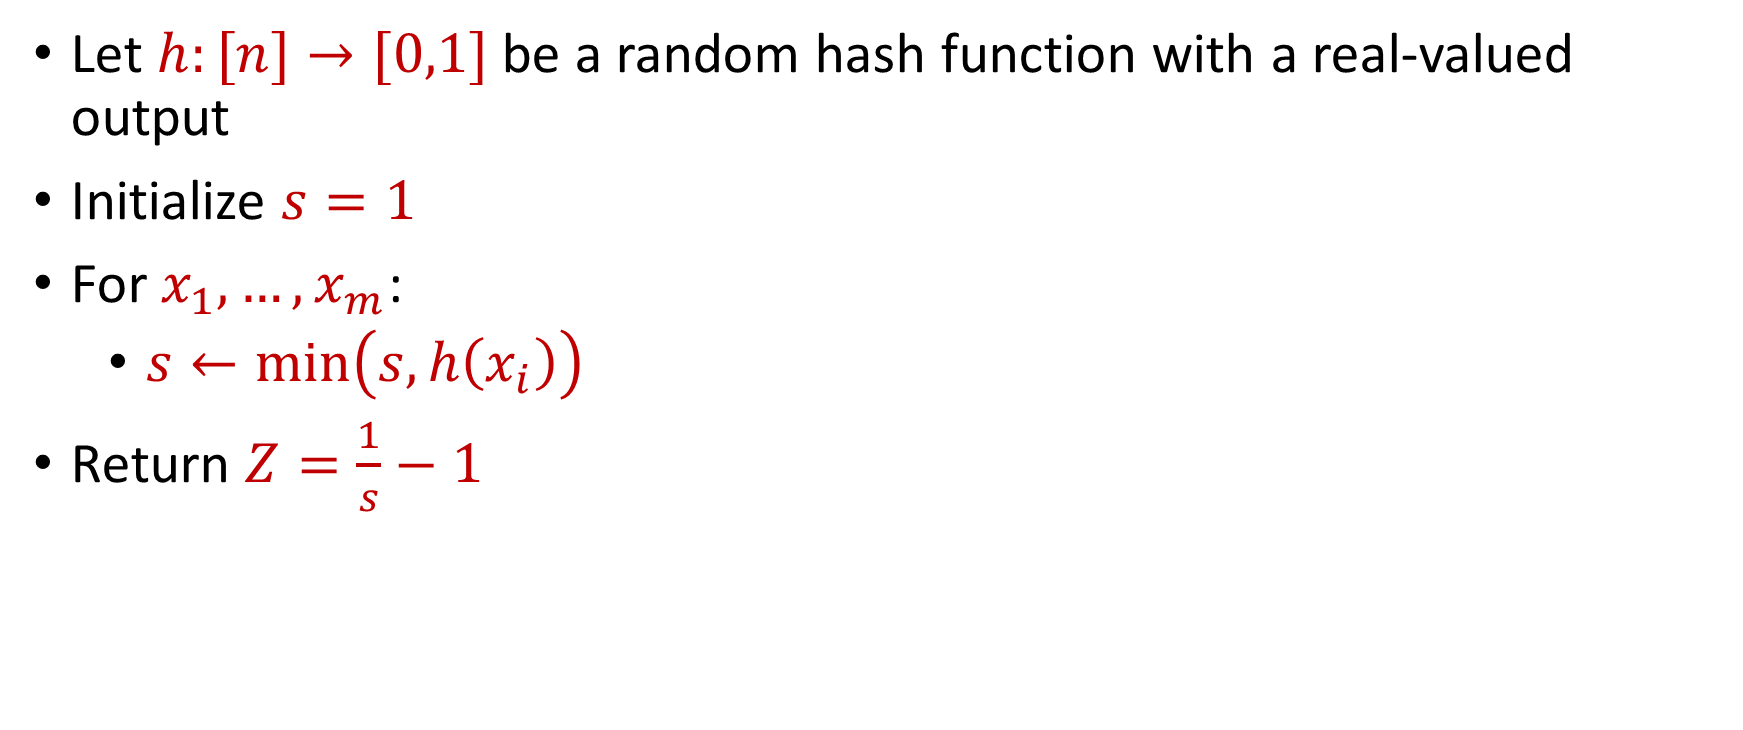 • Let h: [n] → [0,1] be a random hash function with a real-valued
output
• Initialize s = 1
• For x₁, … , xₘ:
• s ← min(s, h(xᵢ))
• Return Z = 1/s − 1